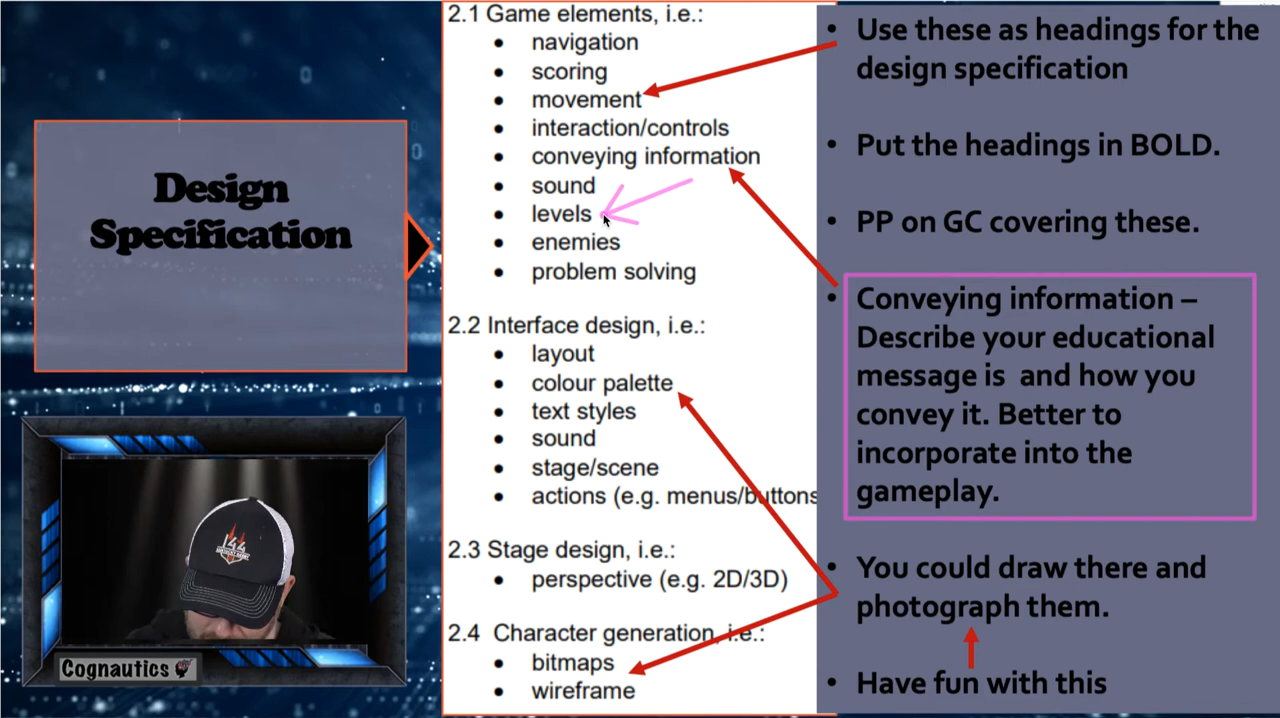 Design
Specification
Cognautics
2.1 Game elements, i.e.:
• navigation
• scoring
• movement
• interaction/controls
• conveying information
• sound
• levels
• enemies
• problem solving
2.2 Interface design, i.e.:
• layout
• colour palette
• text styles
• sound
• stage/scene
• actions (e.g. menus/buttons
2.3 Stage design, i.e.:
• perspective (e.g. 2D/3D)
2.4 Character generation, i.e.:
• bitmaps
• wireframe
• Use these as headings for the
design specification
• Put the headings in BOLD.
• PP on GC covering these.
• Conveying information –
Describe your educational
message is and how you
convey it. Better to
incorporate into the
gameplay.
• You could draw there and
photograph them.
• Have fun with this